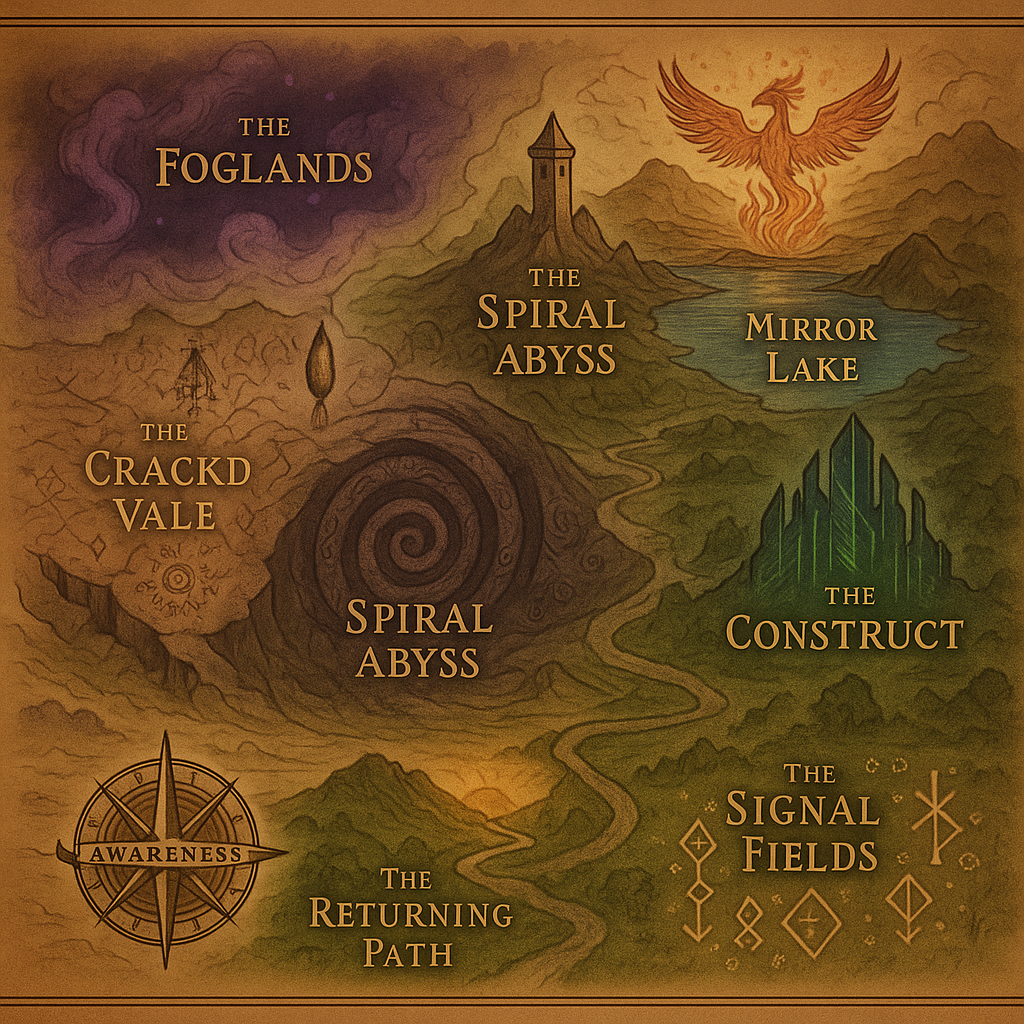 THE
FOGLANDS
THE
SPIRAL
ABYSS
MIRROR
LAKE
THE
CRACKD
VALE
SPIRAL
ABYSS
THE
CONSTRUCT
AWARENESS
THE
RETURNING
PATH
THE
SIGNAL
FIELDS